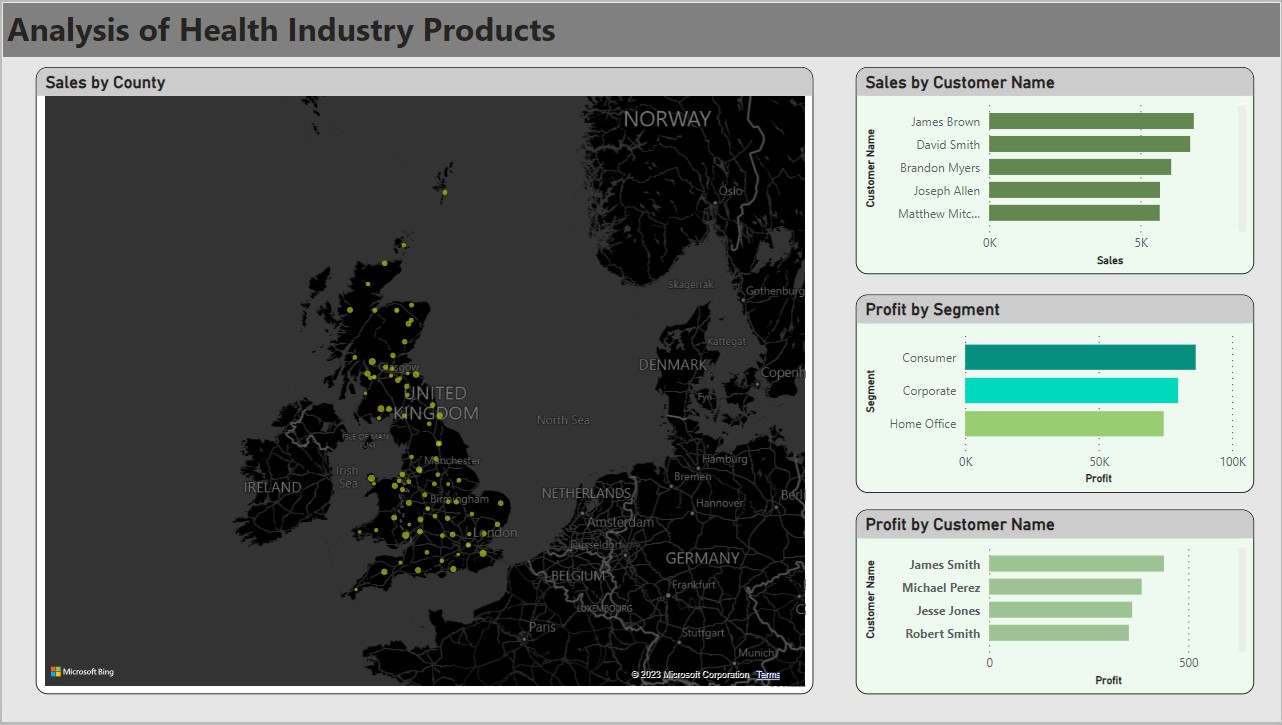 Analysis of Health Industry Products
Sales by County
NORWAY
Oslo
Skagerrak
Gothenburg
Kattegat
DENMARK
Copenh
Fyn
Glasgow
UNITED
KINGDOM
North Sea
ISLE OF MAN
(UK)
Irish
Sea
IRELAND
Manchester
Birmingham
London
Hamburg
Bremen
NETHERLANDS
Hannover
Berli
Amsterdam
Düsseldorf
GERMANY
BELGIUM
Frankfurt
LUXEMBOURG
Paris
Stuttgart
Munich
Microsoft Bing
© 2023 Microsoft Corporation Terms
Sales by Customer Name
Customer Name
James Brown
David Smith
Brandon Myers
Joseph Allen
Matthew Mitc...
0K 5K
Sales
Profit by Segment
Segment
Consumer
Corporate
Home Office
0K 50K 100K
Profit
Profit by Customer Name
Customer Name
James Smith
Michael Perez
Jesse Jones
Robert Smith
0 500
Profit